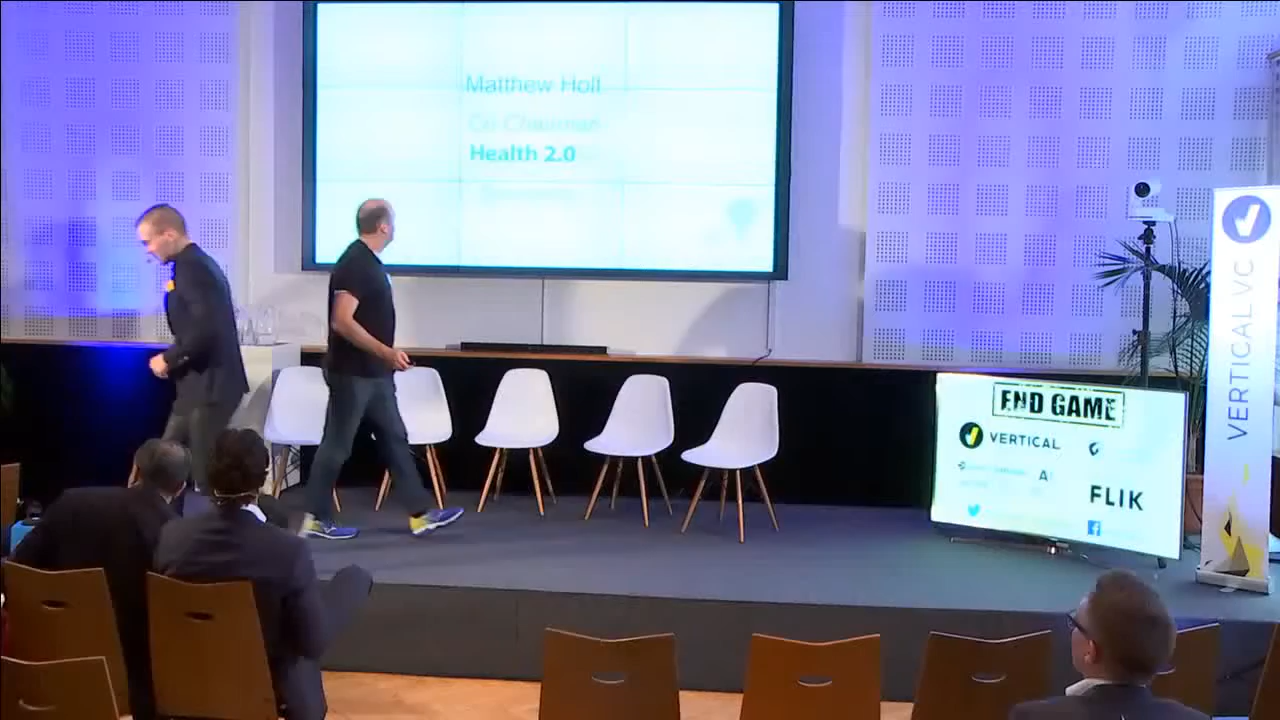 Matthew Holt
Co-Chairman
Health 2.0
END GAME
VERTICAL
FLIK
VERTICAL VC